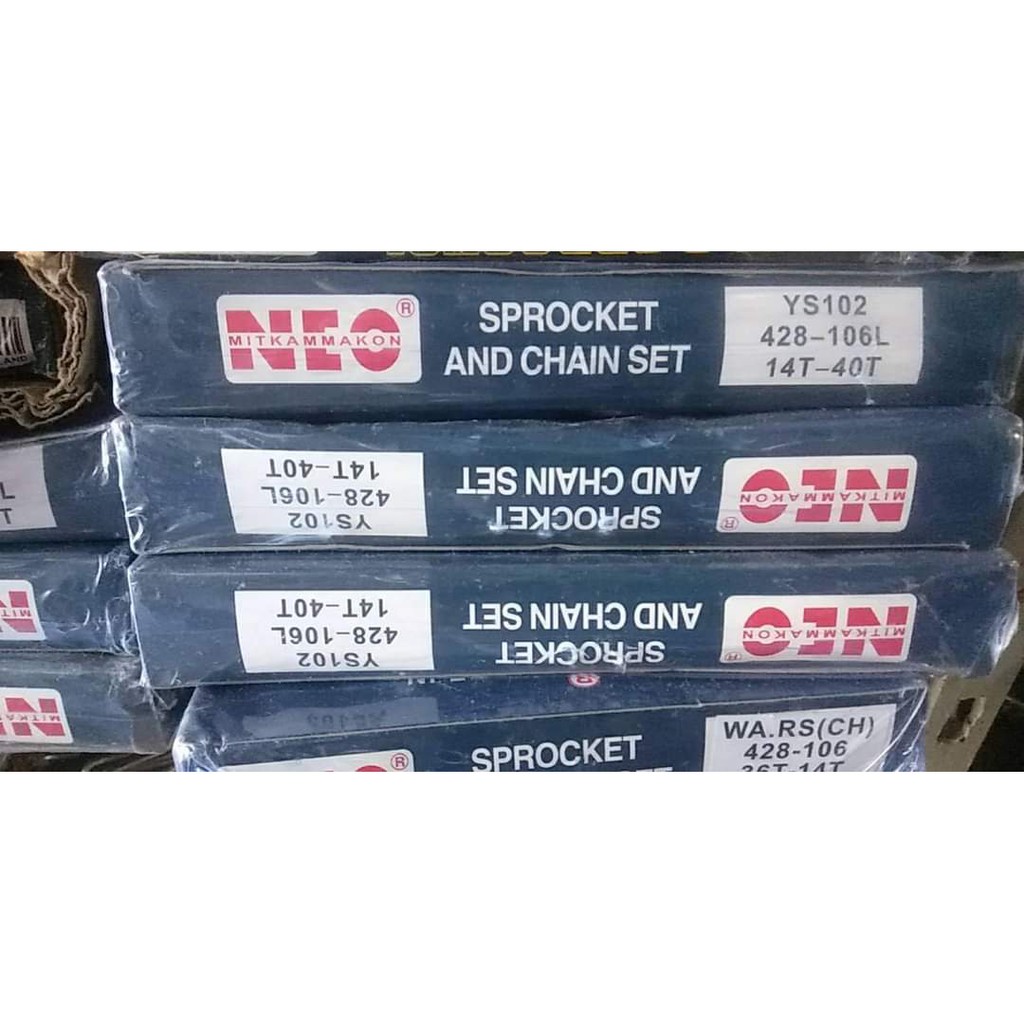 NEO®
MITKAMMAKON
SPROCKET
AND CHAIN SET
YS102
428-106L
14T-40T
YS102
428-106L
14T-40T
SPROCKET
AND CHAIN SET
NEO®
MITKAMMAKON
YS102
428-106L
14T-40T
SPROCKET
AND CHAIN SET
NEO®
MITKAMMAKON
L
T
SPROCKET
WA.RS(CH)
428-106
36T-14T